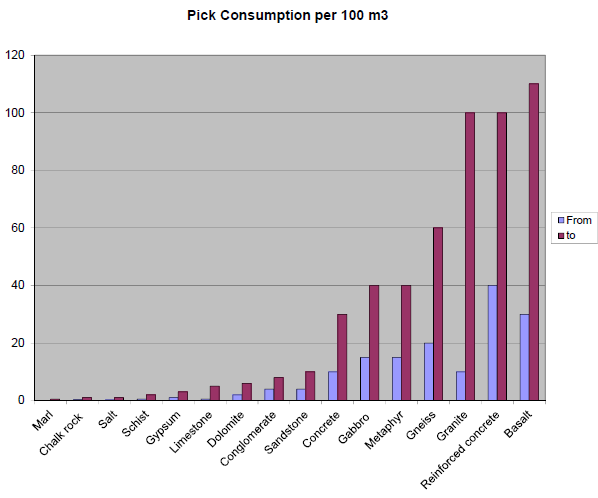 Pick Consumption per 100 m3
120
100
80
60
40
20
0
From
to
Marl
Chalk rock
Salt
Schist
Gypsum
Limestone
Dolomite
Conglomerate
Sandstone
Concrete
Gabbro
Metaphyr
Gneiss
Granite
Reinforced concrete
Basalt